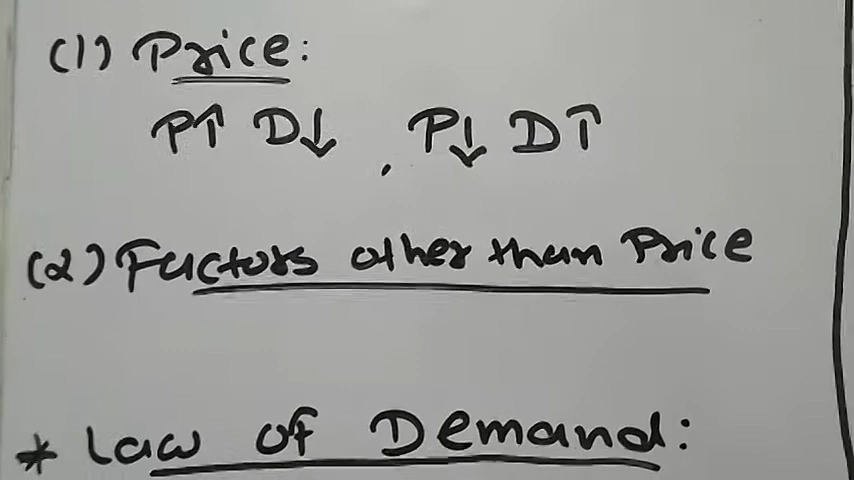 (1) Price:
P↑ D↓ , P↓ D↑
(2) Factors other than Price
* Law of Demand: